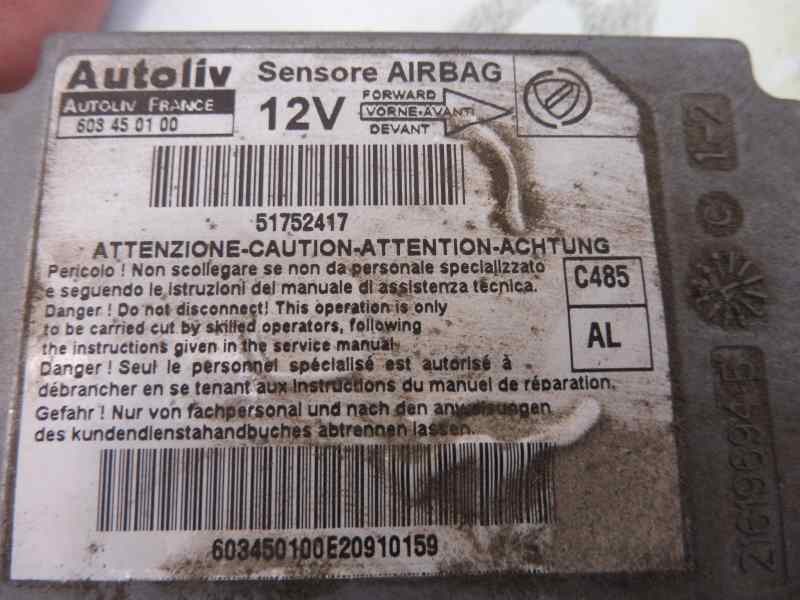 Autoliv
Sensore AIRBAG
AUTOLIV FRANCE
603 45 01 00
12V
FORWARD
VORNE-AVANTI
DEVANT
51752417
ATTENZIONE-CAUTION-ATTENTION-ACHTUNG
Pericolo ! Non scollegare se non da personale specializzato
e seguendo le istruzioni del manuale di assistenza tecnica.
Danger ! Do not disconnect! This operation is only
to be carried cut by skilled operators, following
the instructions given in the service manual.
Danger ! Seul le personnel spécialisé est autorisé à
débrancher en se tenant aux instructions du manuel de réparation.
Gefahr ! Nur von fachpersonal und nach den anweisungen
des kundendienstahandbuches abtrennen lassen.
C485
AL
603450100E20910159
1-2